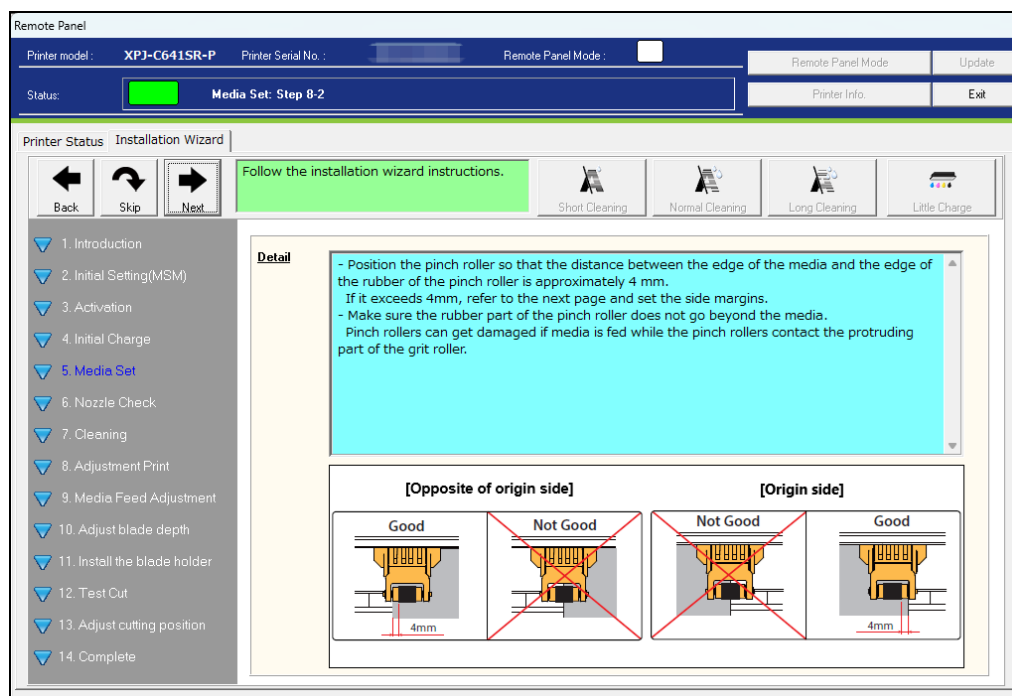 Remote Panel
Printer model : XPJ-C641SR-P Printer Serial No. : Remote Panel Mode :
Remote Panel Mode Update
Status: Media Set: Step 8-2
Printer Info. Exit
Printer Status Installation Wizard
Follow the installation wizard instructions.
Back Skip Next Short Cleaning Normal Cleaning Long Cleaning Little Charge
1. Introduction
2. Initial Setting(MSM)
3. Activation
4. Initial Charge
5. Media Set
6. Nozzle Check
7. Cleaning
8. Adjustment Print
9. Media Feed Adjustment
10. Adjust blade depth
11. Install the blade holder
12. Test Cut
13. Adjust cutting position
14. Complete
Detail
- Position the pinch roller so that the distance between the edge of the media and the edge of
the rubber of the pinch roller is approximately 4 mm.
If it exceeds 4mm, refer to the next page and set the side margins.
- Make sure the rubber part of the pinch roller does not go beyond the media.
Pinch rollers can get damaged if media is fed while the pinch rollers contact the protruding
part of the grit roller.
[Opposite of origin side] [Origin side]
Good Not Good Not Good Good
4mm 4mm